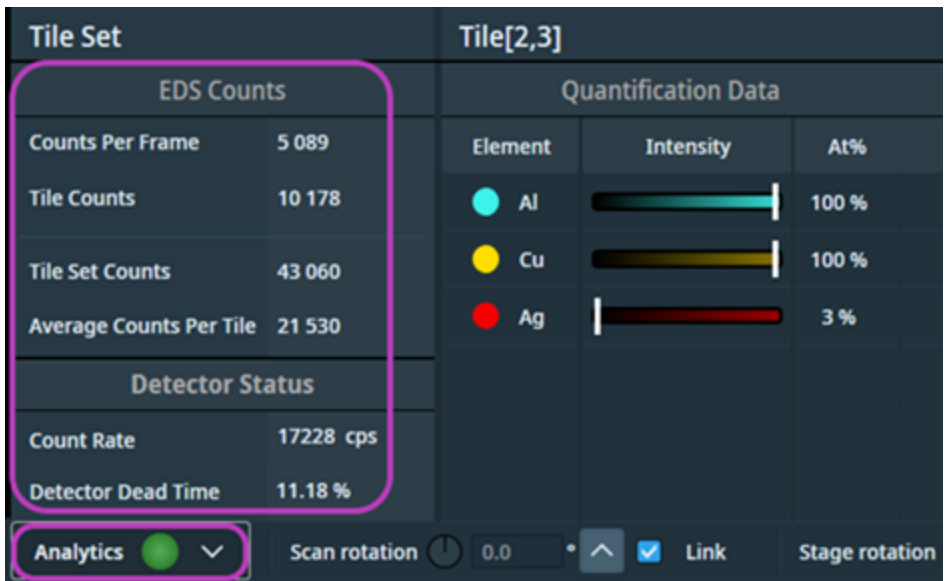 Tile Set
EDS Counts
Counts Per Frame 5 089
Tile Counts 10 178
Tile Set Counts 43 060
Average Counts Per Tile 21 530
Detector Status
Count Rate 17228 cps
Detector Dead Time 11.18 %
Tile[2,3]
Quantification Data
Element Intensity At%
Al 100 %
Cu 100 %
Ag 3 %
Analytics Scan rotation 0.0 ° Link Stage rotation